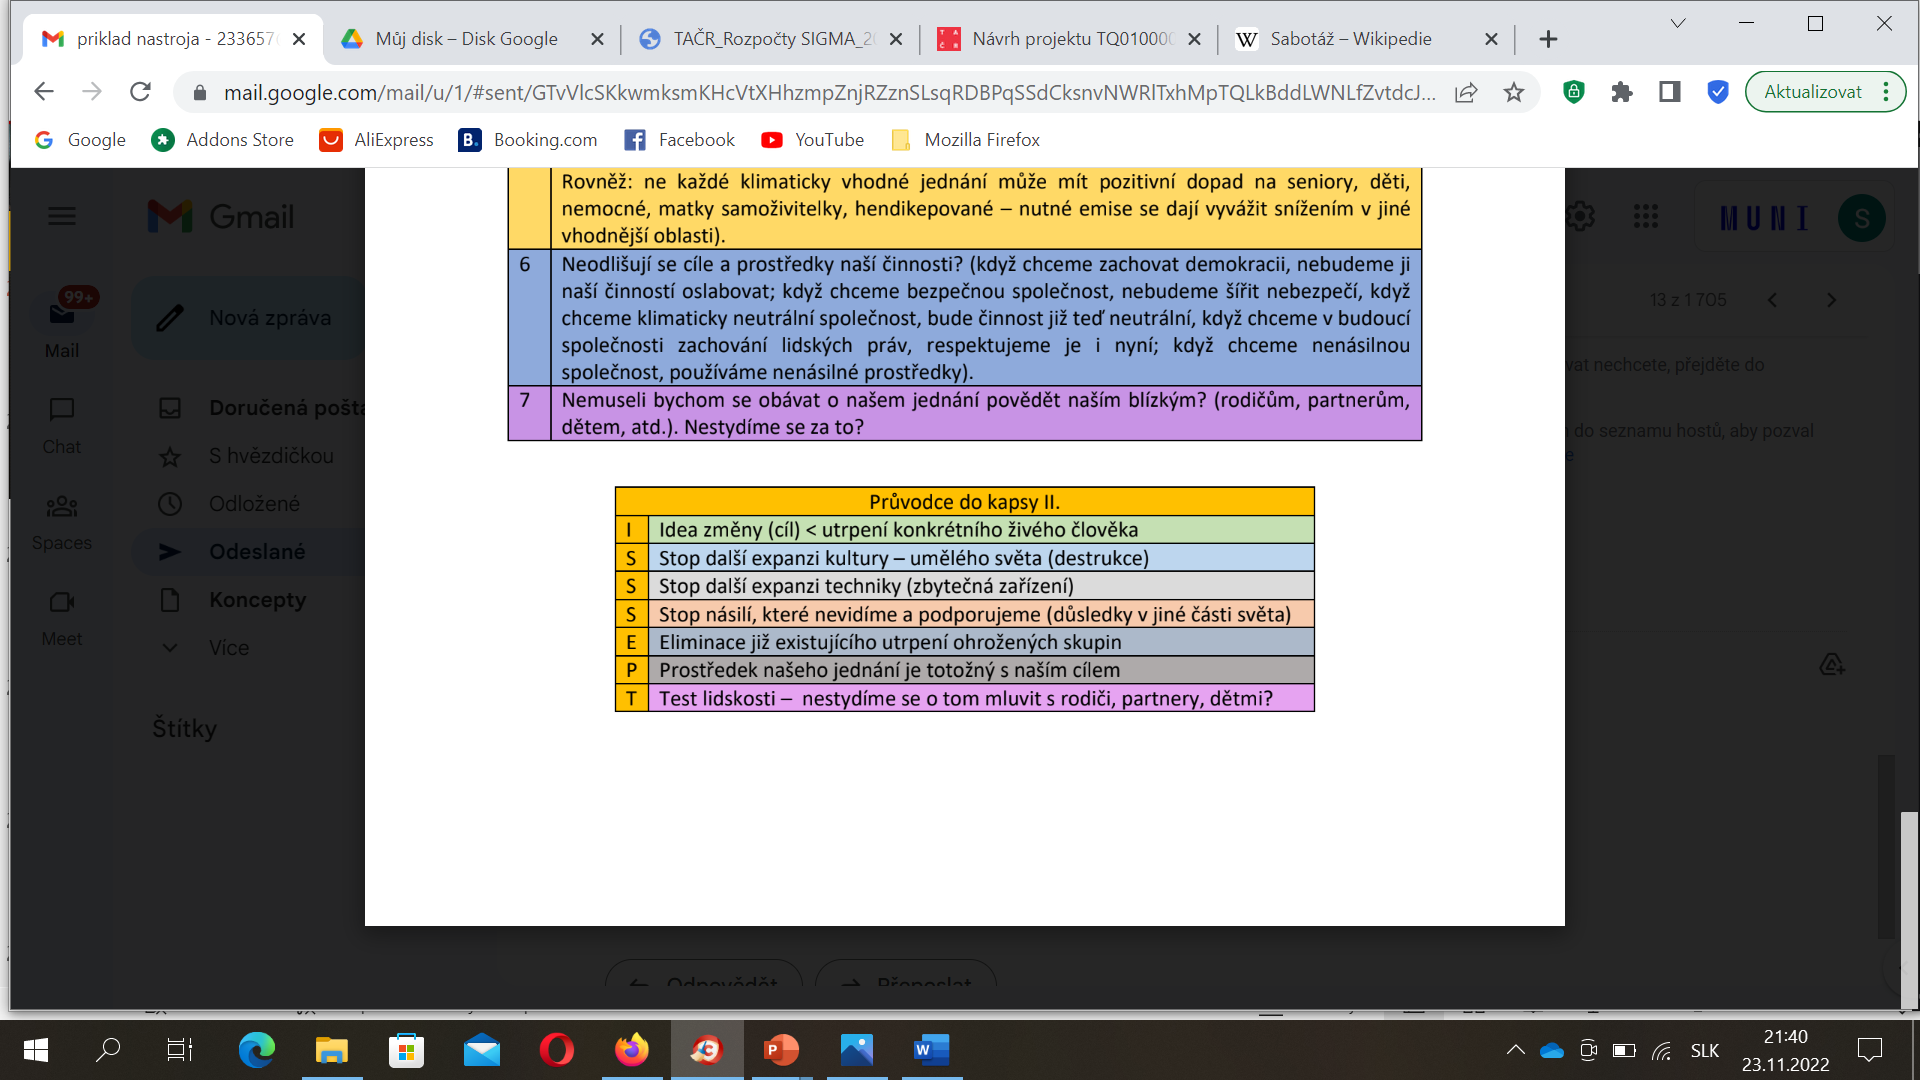 priklad nastroja - 233657
Můj disk – Disk Google
TAČR_Rozpočty SIGMA_2
Návrh projektu TQ010000
Sabotáž – Wikipedie
mail.google.com/mail/u/1/#sent/GTvVlcSKkwmksmKHcVtXHhzmpZnjRZznSLsqRDBPqSSdCksnvNWRlTxhMpTQLkBddLWNLfZvtdcJ...
Aktualizovat
Google
Addons Store
AliExpress
Booking.com
Facebook
YouTube
Mozilla Firefox
Gmail
MUNI
S
99+
Mail
Chat
Spaces
Meet
Nová zpráva
Doručená pošta
S hvězdičkou
Odložené
Odeslané
Koncepty
Více
Štítky
13 z 1 705
vat nechcete, přejděte do
do seznamu hostů, aby pozval
Rovněž: ne každé klimaticky vhodné jednání může mít pozitivní dopad na seniory, děti,
nemocné, matky samoživitelky, hendikepované – nutné emise se dají vyvážit snížením v jiné
vhodnější oblasti).
6 Neodlišují se cíle a prostředky naší činnosti? (když chceme zachovat demokracii, nebudeme ji
naší činností oslabovat; když chceme bezpečnou společnost, nebudeme šířit nebezpečí, když
chceme klimaticky neutrální společnost, bude činnost již teď neutrální, když chceme v budoucí
společnosti zachování lidských práv, respektujeme je i nyní; když chceme nenásilnou
společnost, používáme nenásilné prostředky).
7 Nemuseli bychom se obávat o našem jednání povědět naším blízkým? (rodičům, partnerům,
dětem, atd.). Nestydíme se za to?
Průvodce do kapsy II.
I Idea změny (cíl) < utrpení konkrétního živého člověka
S Stop další expanzi kultury – umělého světa (destrukce)
S Stop další expanzi techniky (zbytečná zařízení)
S Stop násilí, které nevidíme a podporujeme (důsledky v jiné části světa)
E Eliminace již existujícího utrpení ohrožených skupin
P Prostředek našeho jednání je totožný s naším cílem
T Test lidskosti – nestydíme se o tom mluvit s rodiči, partnery, dětmi?
Odpovědět
Přeposlat
SLK
21:40
23.11.2022